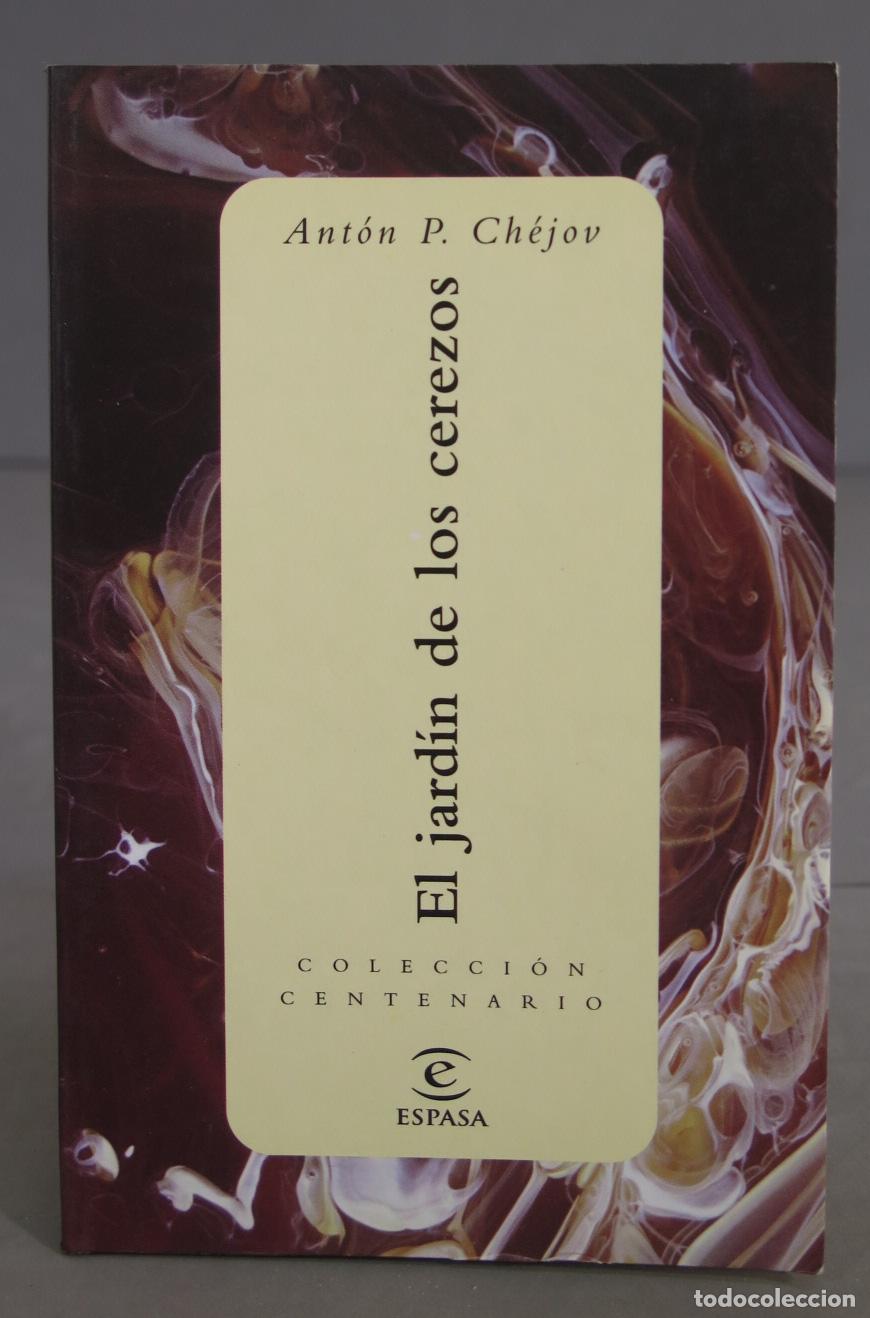 Antón P. Chéjov
El jardín de los cerezos
COLECCIÓN
CENTENARIO
e
ESPASA
todocoleccion